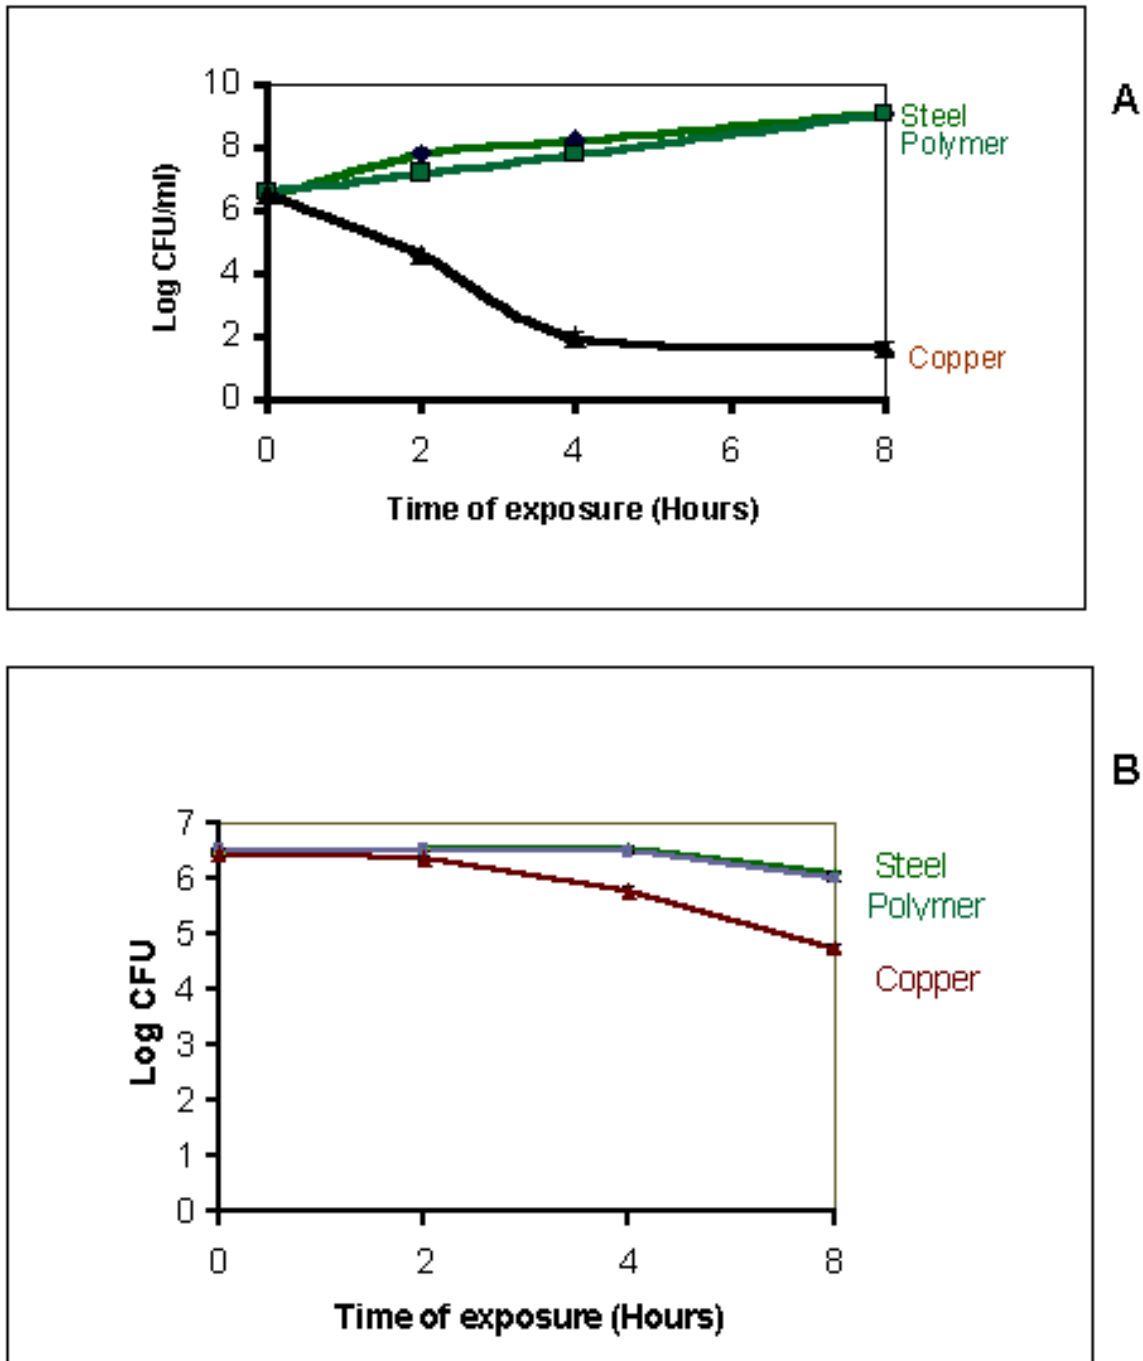 A
10
8
6
4
2
0
Log CFU/ml)
Steel
Polymer
Copper
0 2 4 6 8
Time of exposure (Hours)
B
7
6
5
4
3
2
1
0
Log CFU
Steel
Polymer
Copper
0 2 4 8
Time of exposure (Hours)